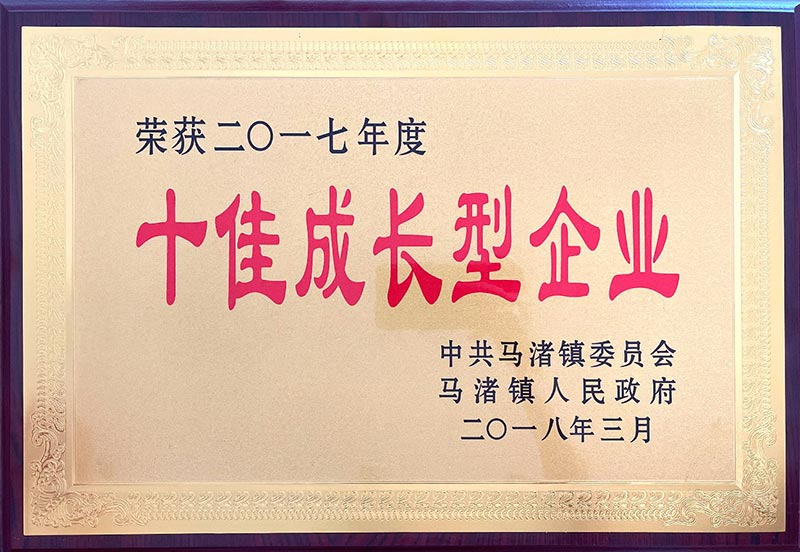 荣获二〇一七年度
十佳成长型企业
中共马渚镇委员会
马渚镇人民政府
二〇一八年三月